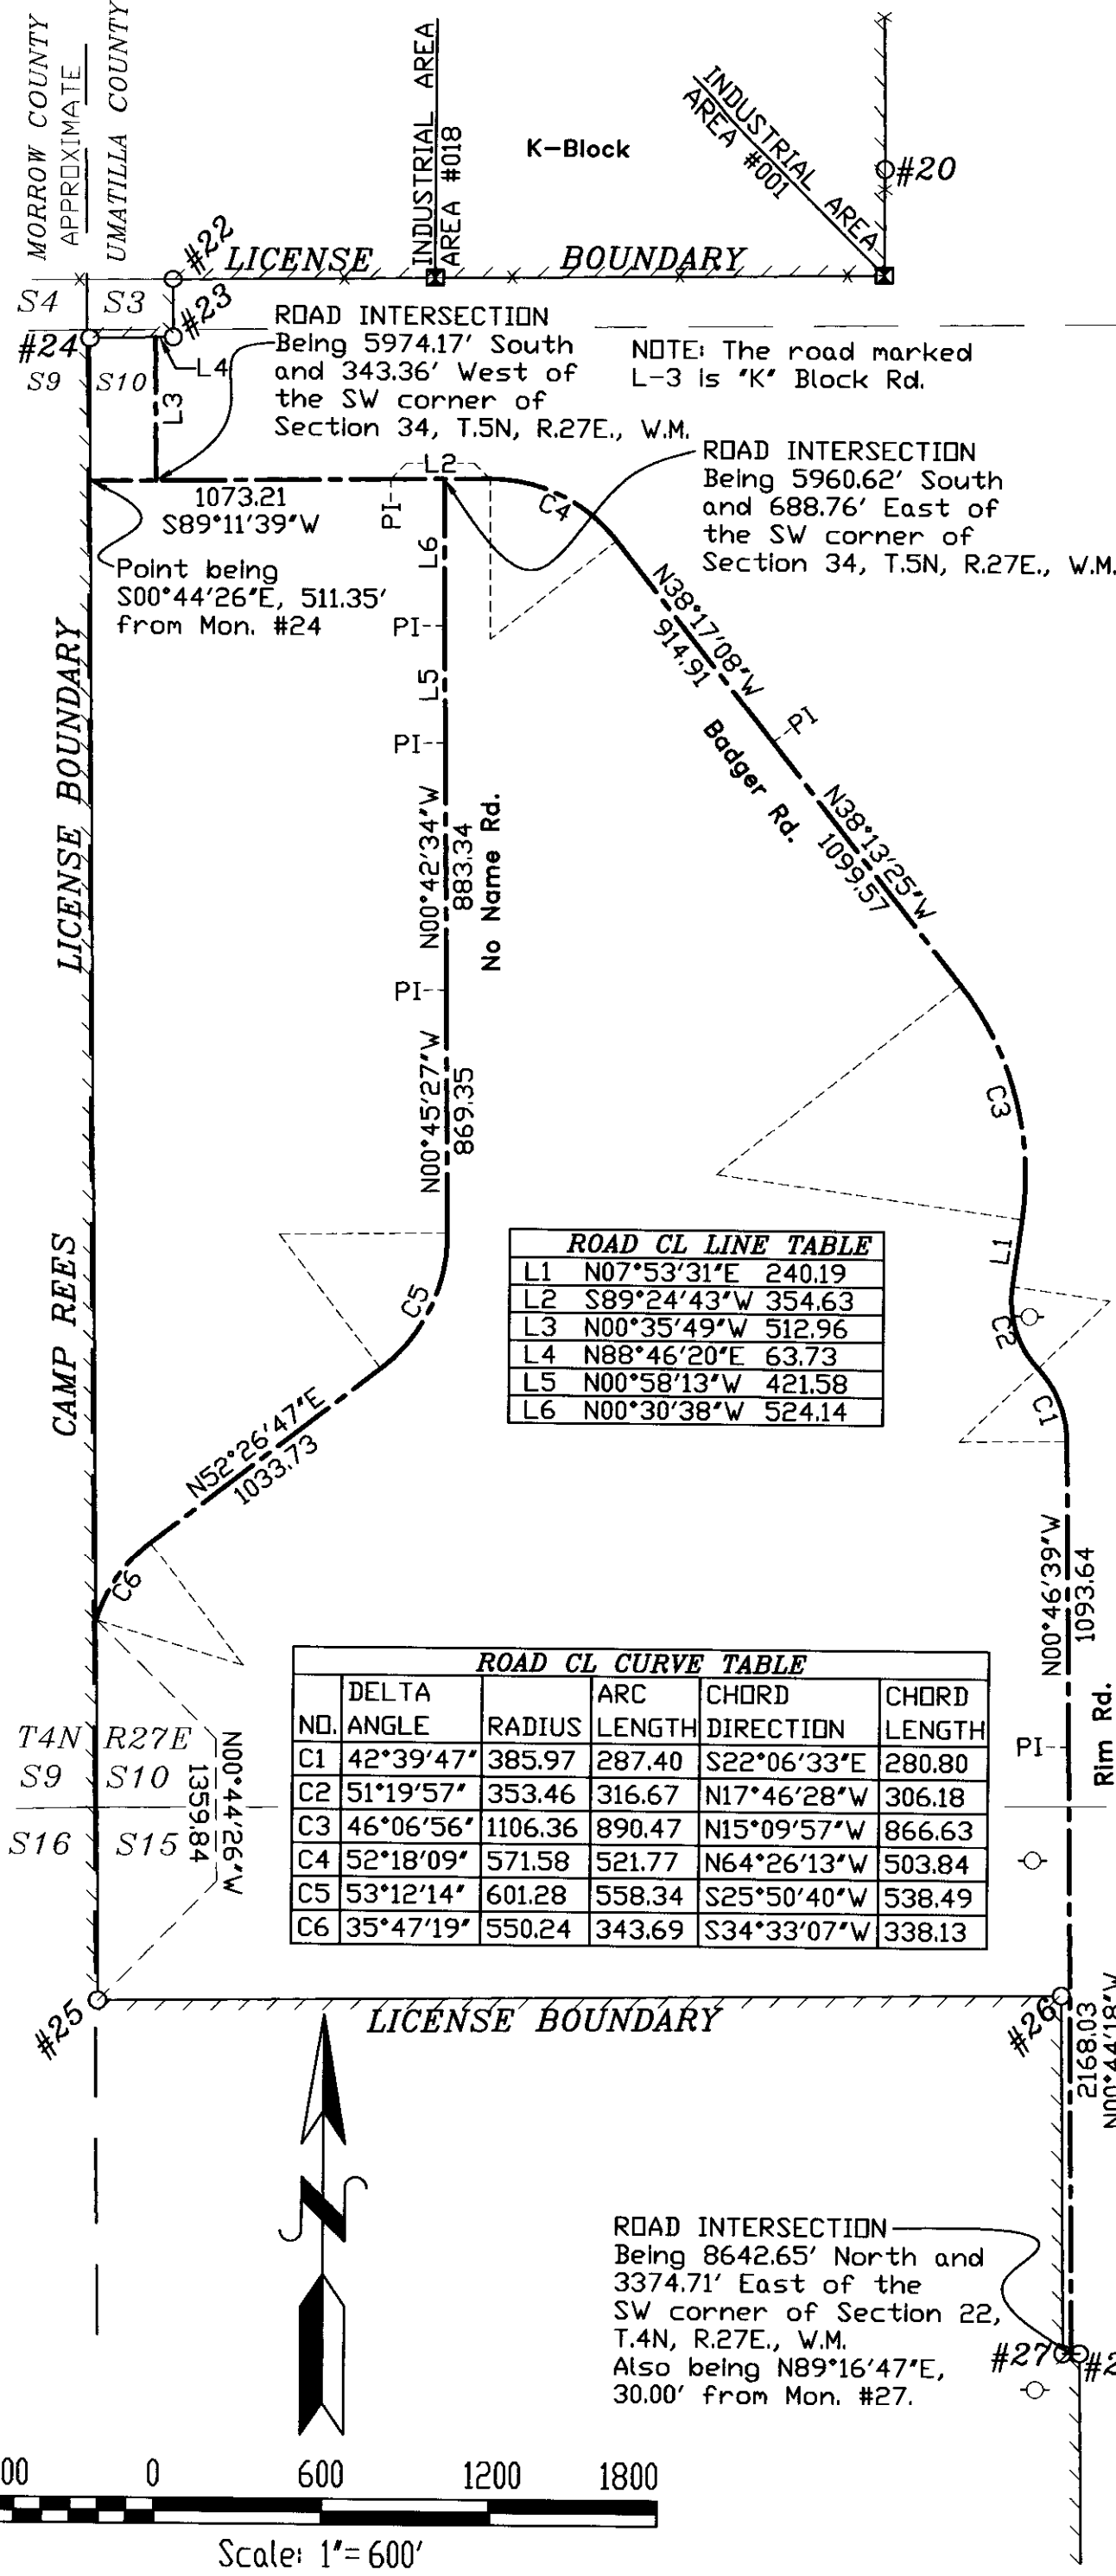 MORROW COUNTY
APPROXIMATE
UMATILLA COUNTY
INDUSTRIAL AREA
AREA #018
K-Block
INDUSTRIAL AREA
AREA #001
#20
#22
LICENSE BOUNDARY
S4 S3
#23
#24
S9 S10
L4
L3
ROAD INTERSECTION
Being 5974.17' South
and 343.36' West of
the SW corner of
Section 34, T.5N, R.27E., W.M.
NOTE: The road marked
L-3 is "K" Block Rd.
ROAD INTERSECTION
Being 5960.62' South
and 688.76' East of
the SW corner of
Section 34, T.5N, R.27E., W.M.
L2
1073.21
S89°11'39"W
PI
C4
L6
Point being
S00°44'26"E, 511.35'
from Mon. #24
PI
L5
PI
N38°17'08"W
914.91
PI
Badger Rd.
N38°13'25"W
1099.57
LICENSE BOUNDARY
N00°42'34"W
883.34
No Name Rd.
PI
N00°45'27"W
869.35
C3
CAMP REES
C5
L1
C2
C1
ROAD CL LINE TABLE
L1 N07°53'31"E 240.19
L2 S89°24'43"W 354.63
L3 N00°35'49"W 512.96
L4 N88°46'20"E 63.73
L5 N00°58'13"W 421.58
L6 N00°30'38"W 524.14
N52°26'47"E
1033.73
C6
N00°46'39"W
1093.64
PI
Rim Rd.
ROAD CL CURVE TABLE
NO. DELTA ANGLE RADIUS ARC LENGTH CHORD DIRECTION CHORD LENGTH
C1 42°39'47" 385.97 287.40 S22°06'33"E 280.80
C2 51°19'57" 353.46 316.67 N17°46'28"W 306.18
C3 46°06'56" 1106.36 890.47 N15°09'57"W 866.63
C4 52°18'09" 571.58 521.77 N64°26'13"W 503.84
C5 53°12'14" 601.28 558.34 S25°50'40"W 538.49
C6 35°47'19" 550.24 343.69 S34°33'07"W 338.13
T4N R27E
S9 S10
S16 S15
N00°44'26"W
1359.84
#25
LICENSE BOUNDARY
#26
2168.03
N00°44'18"W
N
ROAD INTERSECTION
Being 8642.65' North and
3374.71' East of the
SW corner of Section 22,
T.4N, R.27E., W.M.
Also being N89°16'47"E,
30.00' from Mon. #27.
#27
#2
00 0 600 1200 1800
Scale: 1"= 600'